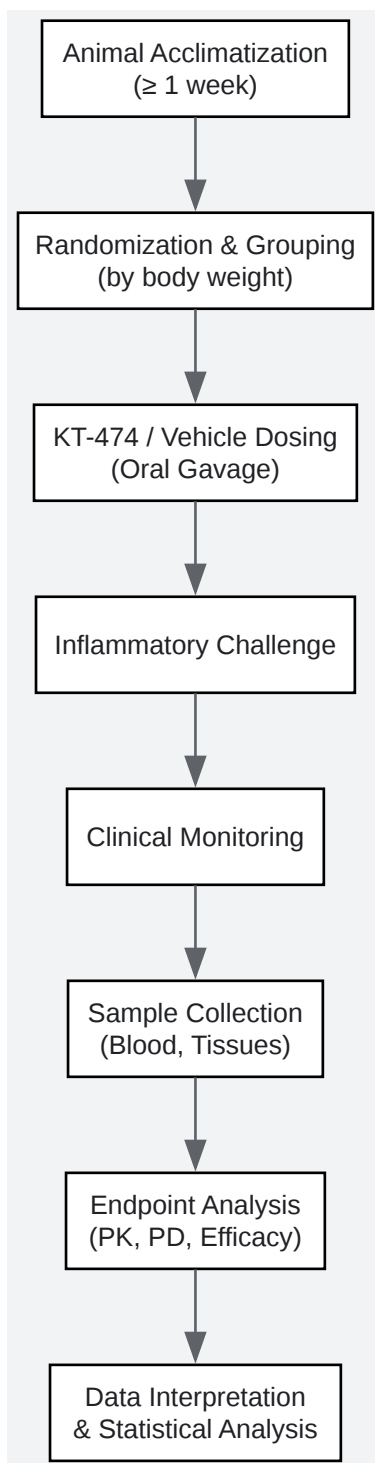 Animal Acclimatization
(≥ 1 week)
Randomization & Grouping
(by body weight)
KT-474 / Vehicle Dosing
(Oral Gavage)
Inflammatory Challenge
Clinical Monitoring
Sample Collection
(Blood, Tissues)
Endpoint Analysis
(PK, PD, Efficacy)
Data Interpretation
& Statistical Analysis